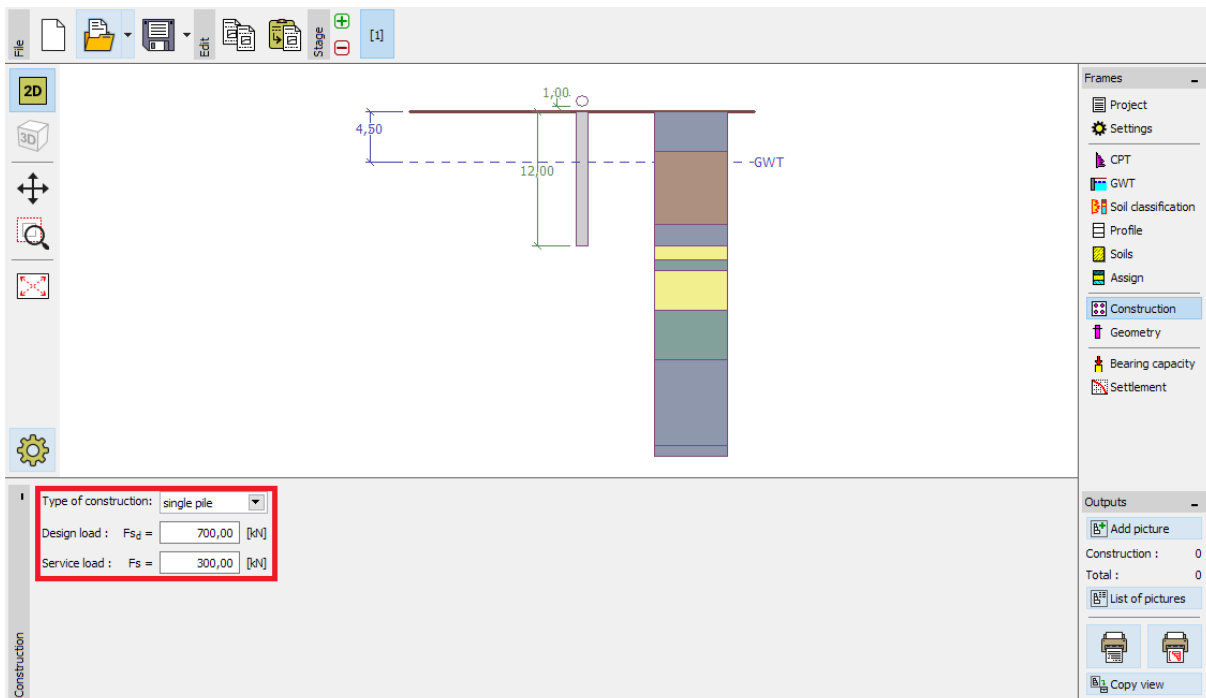 File
Edit
Stage
[1]
2D
3D
1,00
4,50
12,00
GWT
Frames
Project
Settings
CPT
GWT
Soil classification
Profile
Soils
Assign
Construction
Geometry
Bearing capacity
Settlement
Type of construction: single pile
Design load : Fsd = 700,00 [kN]
Service load : Fs = 300,00 [kN]
Construction
Outputs
Add picture
Construction : 0
Total : 0
List of pictures
Copy view